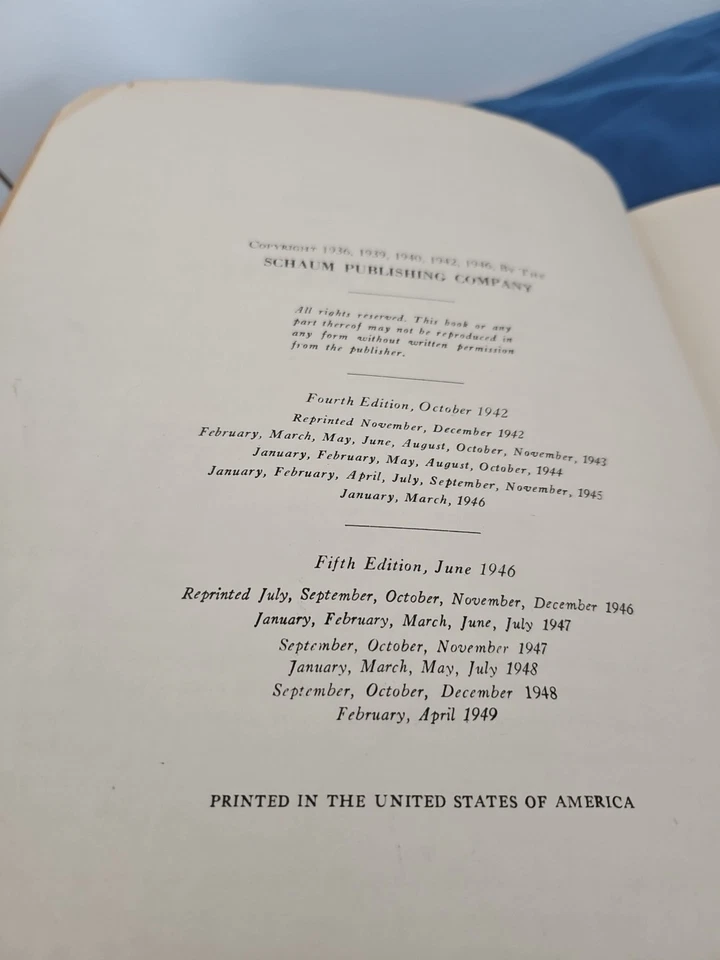 COPYRIGHT 1936, 1939, 1940, 1942, 1946, BY THE
SCHAUM PUBLISHING COMPANY
All rights reserved. This book or any
part thereof may not be reproduced in
any form without written permission
from the publisher.
Fourth Edition, October 1942
Reprinted November, December 1942
February, March, May, June, August, October, November, 1943
January, February, May, August, October, 1944
January, February, April, July, September, November, 1945
January, March, 1946
Fifth Edition, June 1946
Reprinted July, September, October, November, December 1946
January, February, March, June, July 1947
September, October, November 1947
January, March, May, July 1948
September, October, December 1948
February, April 1949
PRINTED IN THE UNITED STATES OF AMERICA